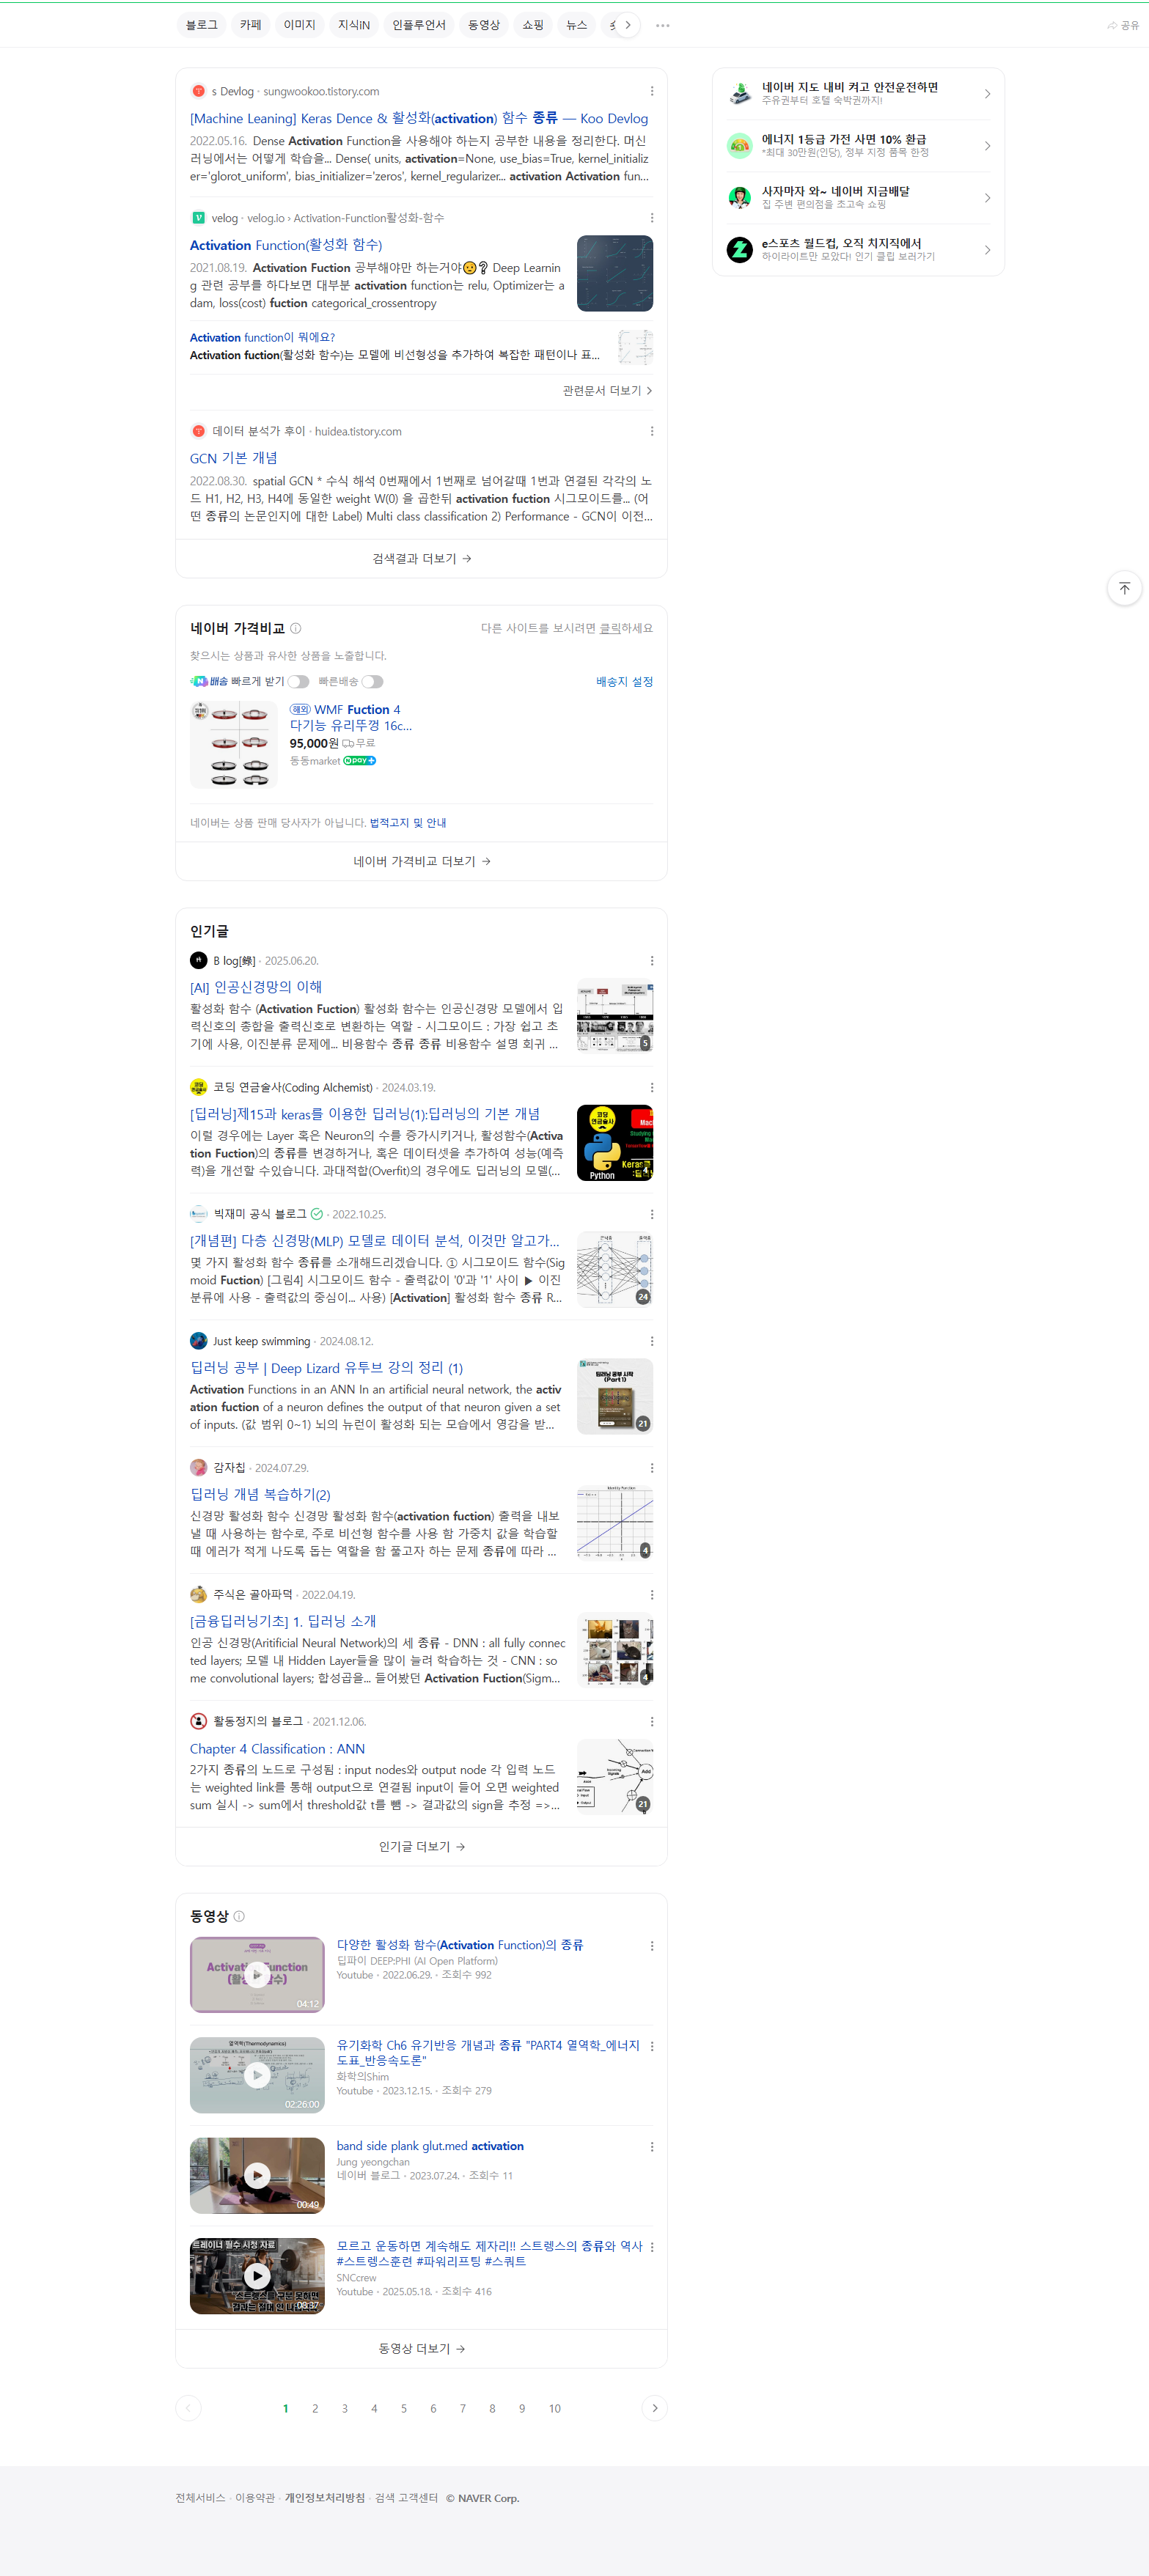 블로그
카페
이미지
지식iN
인플루언서
동영상
쇼핑
뉴스
공유
s Devlog · sungwookoo.tistory.com
[Machine Leaning] Keras Dence & 활성화(activation) 함수 종류 — Koo Devlog
2022.05.16. Dense Activation Function을 사용해야 하는지 공부한 내용을 정리한다. 머신
러닝에서는 어떻게 학습을... Dense( units, activation=None, use_bias=True, kernel_initializ
er='glorot_uniform', bias_initializer='zeros', kernel_regularizer... activation Activation fun...
velog · velog.io › Activation-Function활성화-함수
Activation Function(활성화 함수)
2021.08.19. Activation Fuction 공부해야만 하는거야🤨❔ Deep Learnin
g 관련 공부를 하다보면 대부분 activation function는 relu, Optimizer는 a
dam, loss(cost) fuction categorical_crossentropy
Activation function이 뭐에요?
Activation fuction(활성화 함수)는 모델에 비선형성을 추가하여 복잡한 패턴이나 표...
관련문서 더보기
데이터 분석가 후이 · huidea.tistory.com
GCN 기본 개념
2022.08.30. spatial GCN * 수식 해석 0번째에서 1번째로 넘어갈때 1번과 연결된 각각의 노
드 H1, H2, H3, H4에 동일한 weight W(0) 을 곱한뒤 activation fuction 시그모이드를... (어
떤 종류의 논문인지에 대한 Label) Multi class classification 2) Performance - GCN이 이전...
검색결과 더보기
네이버 지도 내비 켜고 안전운전하면
주유권부터 호텔 숙박권까지!
에너지 1등급 가전 사면 10% 환급
*최대 30만원(인당), 정부 지정 품목 한정
사자마자 와~ 네이버 지금배달
집 주변 편의점을 초고속 쇼핑
e스포츠 월드컵, 오직 치지직에서
하이라이트만 모았다! 인기 클립 보러가기
네이버 가격비교
다른 사이트를 보시려면 클릭하세요
찾으시는 상품과 유사한 상품을 노출합니다.
N배송 빠르게 받기
빠른배송
배송지 설정
해외 WMF Fuction 4
다기능 유리뚜껑 16c...
95,000원 무료
동동market N pay+
네이버는 상품 판매 당사자가 아닙니다. 법적고지 및 안내
네이버 가격비교 더보기
인기글
B log[錄] · 2025.06.20.
[AI] 인공신경망의 이해
활성화 함수 (Activation Fuction) 활성화 함수는 인공신경망 모델에서 입
력신호의 총합을 출력신호로 변환하는 역할 - 시그모이드 : 가장 쉽고 초
기에 사용, 이진분류 문제에... 비용함수 종류 종류 비용함수 설명 회귀 ...
5
코딩 연금술사(Coding Alchemist) · 2024.03.19.
[딥러닝]제15과 keras를 이용한 딥러닝(1):딥러닝의 기본 개념
이럴 경우에는 Layer 혹은 Neuron의 수를 증가시키거나, 활성함수(Activa
tion Fuction)의 종류를 변경하거나, 혹은 데이터셋을 추가하여 성능(예측
력)을 개선할 수있습니다. 과대적합(Overfit)의 경우에도 딥러닝의 모델(...
코딩
연금술사
Python
4
빅재미 공식 블로그 · 2022.10.25.
[개념편] 다층 신경망(MLP) 모델로 데이터 분석, 이것만 알고가...
몇 가지 활성화 함수 종류를 소개해드리겠습니다. ① 시그모이드 함수(Sig
moid Fuction) [그림4] 시그모이드 함수 - 출력값이 '0'과 '1' 사이 ▶ 이진
분류에 사용 - 출력값의 중심이... 사용) [Activation] 활성화 함수 종류 R...
24
Just keep swimming · 2024.08.12.
딥러닝 공부 | Deep Lizard 유투브 강의 정리 (1)
Activation Functions in an ANN In an artificial neural network, the activ
ation fuction of a neuron defines the output of that neuron given a set
of inputs. (값 범위 0~1) 뇌의 뉴런이 활성화 되는 모습에서 영감을 받...
딥러닝 공부 시작
(Part 1)
21
감자칩 · 2024.07.29.
딥러닝 개념 복습하기(2)
신경망 활성화 함수 신경망 활성화 함수(activation fuction) 출력을 내보
낼 때 사용하는 함수로, 주로 비선형 함수를 사용 함 가중치 값을 학습할
때 에러가 적게 나도록 돕는 역할을 함 풀고자 하는 문제 종류에 따라 ...
4
주식은 골아파덕 · 2022.04.19.
[금융딥러닝기초] 1. 딥러닝 소개
인공 신경망(Aritificial Neural Network)의 세 종류 - DNN : all fully connec
ted layers; 모델 내 Hidden Layer들을 많이 늘려 학습하는 것 - CNN : so
me convolutional layers; 합성곱을... 들어봤던 Activation Fuction(Sigm...
4
활동정지의 블로그 · 2021.12.06.
Chapter 4 Classification : ANN
2가지 종류의 노드로 구성됨 : input nodes와 output node 각 입력 노드
는 weighted link를 통해 output으로 연결됨 input이 들어 오면 weighted
sum 실시 -> sum에서 threshold값 t를 뺌 -> 결과값의 sign을 추정 =>...
Add
21
인기글 더보기
동영상
04:12
다양한 활성화 함수(Activation Function)의 종류
딥파이 DEEP:PHI (AI Open Platform)
Youtube · 2022.06.29. · 조회수 992
열역학(Thermodynamics)
02:26:00
유기화학 Ch6 유기반응 개념과 종류 "PART4 열역학_에너지
도표_반응속도론"
화학의Shim
Youtube · 2023.12.15. · 조회수 279
00:49
band side plank glut.med activation
Jung yeongchan
네이버 블로그 · 2023.07.24. · 조회수 11
트레이너 필수 시청 자료
08:37
모르고 운동하면 계속해도 제자리!! 스트렝스의 종류와 역사
#스트렝스훈련 #파워리프팅 #스쿼트
SNCcrew
Youtube · 2025.05.18. · 조회수 416
동영상 더보기
1 2 3 4 5 6 7 8 9 10
전체서비스 · 이용약관 · 개인정보처리방침 · 검색 고객센터 © NAVER Corp.